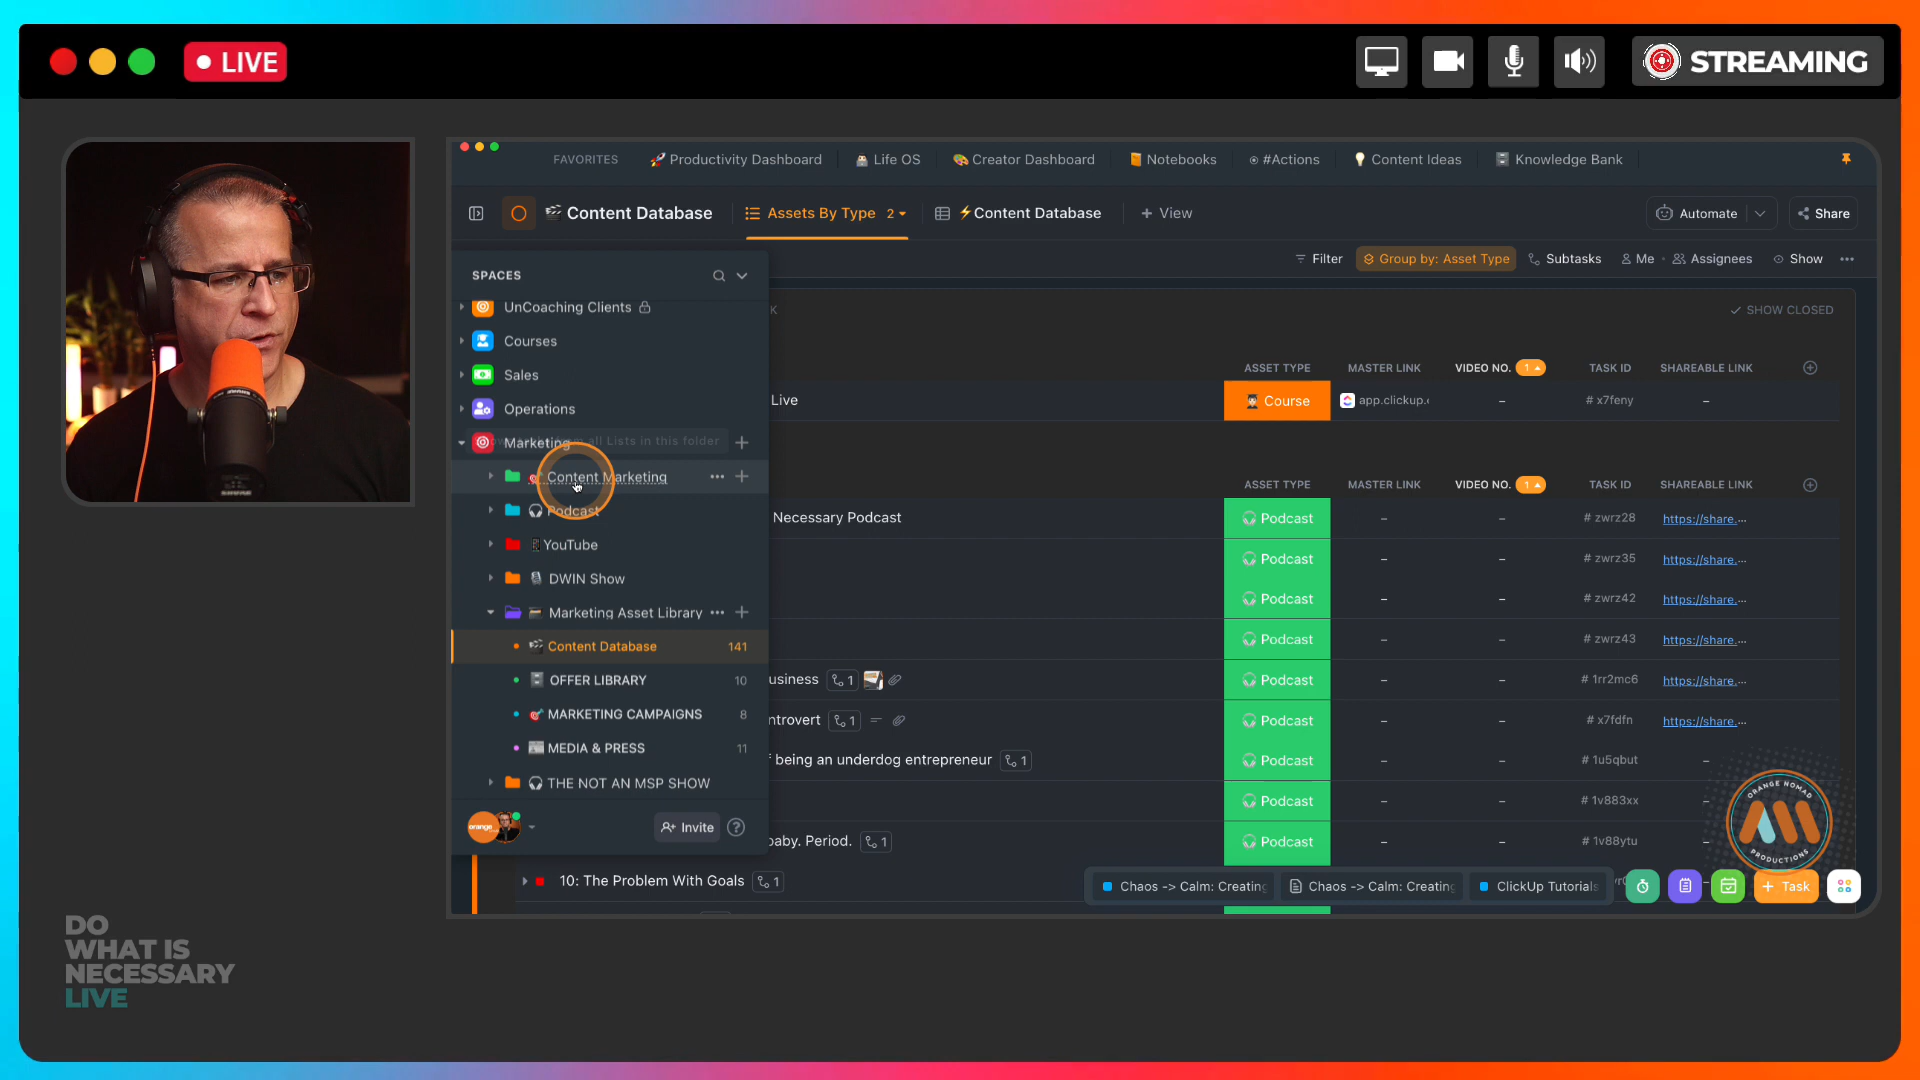 LIVE
STREAMING
FAVORITES Productivity Dashboard Life OS Creator Dashboard Notebooks #Actions Content Ideas Knowledge Bank
Content Database Assets By Type 2 Content Database + View Automate Share
Filter Group by: Asset Type Subtasks Me Assignees Show
SPACES
UnCoaching Clients
Courses
Sales
Operations
Marketing
Content Marketing
Podcast
YouTube
DWIN Show
Marketing Asset Library
Content Database 141
OFFER LIBRARY 10
MARKETING CAMPAIGNS 8
MEDIA & PRESS 11
THE NOT AN MSP SHOW
Invite
SHOW CLOSED
ASSET TYPE MASTER LINK VIDEO NO. 1 TASK ID SHAREABLE LINK
Live Course app.clickup. – # x7feny –
ASSET TYPE MASTER LINK VIDEO NO. 1 TASK ID SHAREABLE LINK
Necessary Podcast Podcast – – # zwrz28 https://share.…
Podcast – – # zwrz35 https://share.…
Podcast – – # zwrz42 https://share.…
Podcast – – # zwrz43 https://share.…
usiness 1 Podcast – – # 1rr2mc6 https://share.…
ntrovert 1 Podcast – – # x7fdfn https://share.…
being an underdog entrepreneur 1 Podcast – – # 1u5qbut –
Podcast – – # 1v883xx –
aby. Period. 1 Podcast – – # 1v88ytu –
10: The Problem With Goals 1
Chaos -> Calm: Creating Chaos -> Calm: Creating ClickUp Tutorials + Task
ORANGE NOMAD
PRODUCTIONS
DO
WHAT IS
NECESSARY
LIVE